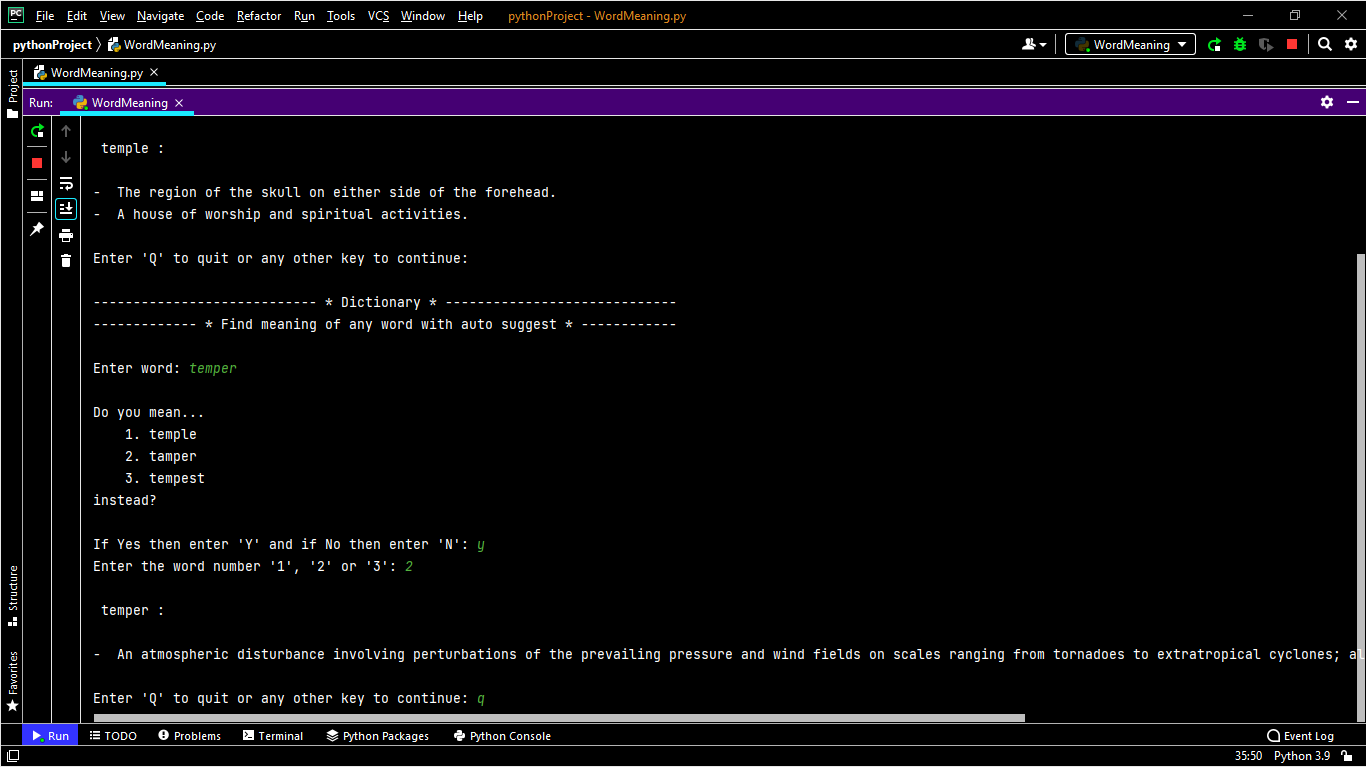 PC File Edit View Navigate Code Refactor Run Tools VCS Window Help pythonProject - WordMeaning.py
pythonProject WordMeaning.py WordMeaning
Project
WordMeaning.py
Run: WordMeaning
temple :
- The region of the skull on either side of the forehead.
- A house of worship and spiritual activities.
Enter 'Q' to quit or any other key to continue:
---------------------------- * Dictionary * -----------------------------
------------- * Find meaning of any word with auto suggest * ------------
Enter word: temper
Do you mean...
1. temple
2. tamper
3. tempest
instead?
If Yes then enter 'Y' and if No then enter 'N': y
Enter the word number '1', '2' or '3': 2
temper :
- An atmospheric disturbance involving perturbations of the prevailing pressure and wind fields on scales ranging from tornadoes to extratropical cyclones; al
Enter 'Q' to quit or any other key to continue: q
Structure
Favorites
Run TODO Problems Terminal Python Packages Python Console Event Log
35:50 Python 3.9